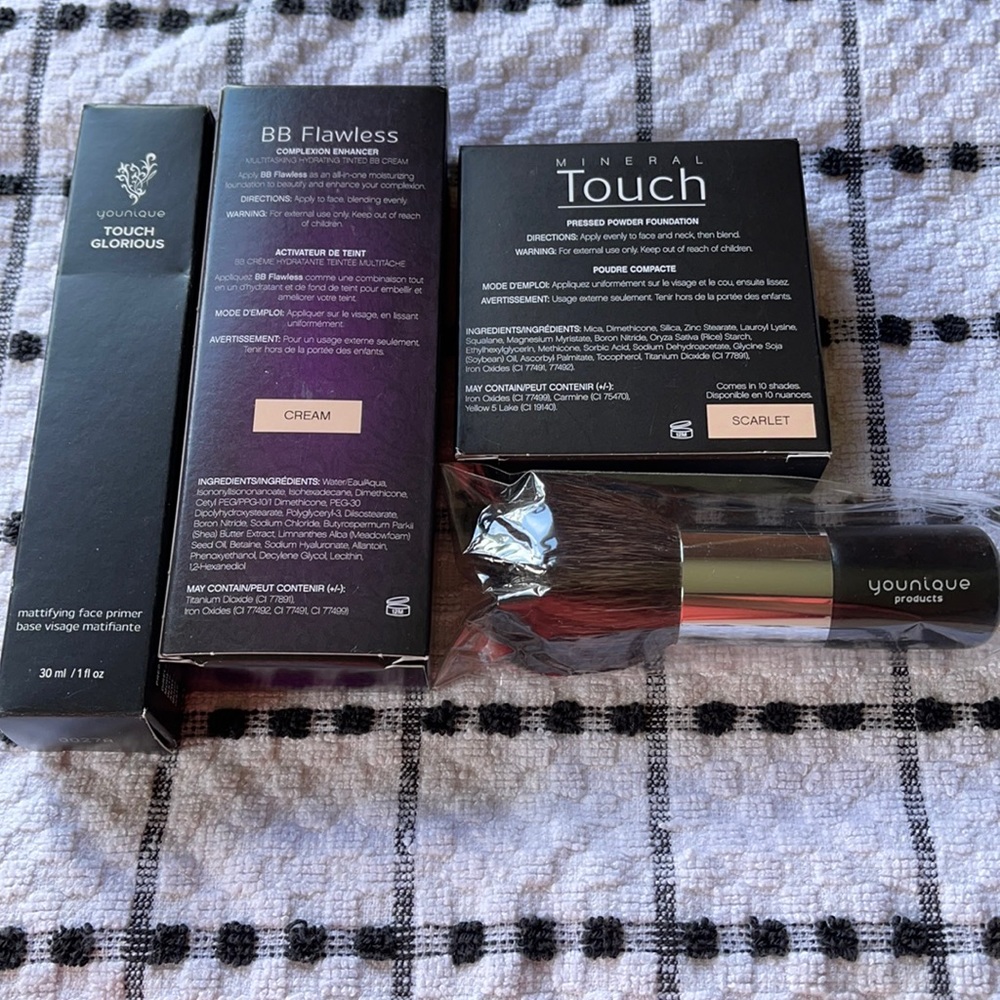 younique
TOUCH
GLORIOUS
mattifying face primer
base visage matifiante
30 ml / 1 fl oz
BB Flawless
COMPLEXION ENHANCER
MULTITASKING HYDRATING TINTED BB CREAM
Apply BB Flawless as an all-in-one moisturizing
foundation to beautify and enhance your complexion.
DIRECTIONS: Apply to face, blending evenly.
WARNING: For external use only. Keep out of reach
of children.
ACTIVATEUR DE TEINT
BB CRÈME HYDRATANTE TEINTÉE MULTITÂCHE
Appliquez BB Flawless comme une combinaison tout
en un d'hydratant et de fond de teint pour embellir et
améliorer votre teint.
MODE D'EMPLOI: Appliquer sur le visage, en lissant
uniformément.
AVERTISSEMENT: Pour un usage externe seulement.
Tenir hors de la portée des enfants.
CREAM
INGREDIENTS/INGRÉDIENTS: Water/Eau/Aqua,
Isononyl Isononanoate, Isohexadecane, Dimethicone,
Cetyl PEG/PPG-10/1 Dimethicone, PEG-30
Dipolyhydroxystearate, Polyglyceryl-3, Diisostearate,
Boron Nitride, Sodium Chloride, Butyrospermum Parkii
(Shea) Butter Extract, Limnanthes Alba (Meadowfoam)
Seed Oil, Betaine, Sodium Hyaluronate, Allantoin,
Phenoxyethanol, Decylene Glycol, Lecithin,
1,2-Hexanediol
MAY CONTAIN/PEUT CONTENIR (+/-):
Titanium Dioxide (CI 77891),
Iron Oxides (CI 77492, CI 77491, CI 77499)
12M
MINERAL
Touch
PRESSED POWDER FOUNDATION
DIRECTIONS: Apply evenly to face and neck, then blend.
WARNING: For external use only. Keep out of reach of children.
POUDRE COMPACTE
MODE D'EMPLOI: Appliquez uniformément sur le visage et le cou, ensuite lissez.
AVERTISSEMENT: Usage externe seulement. Tenir hors de la portée des enfants.
INGREDIENTS/INGRÉDIENTS: Mica, Dimethicone, Silica, Zinc Stearate, Lauroyl Lysine,
Squalane, Magnesium Myristate, Boron Nitride, Oryza Sativa (Rice) Starch,
Ethylhexylglycerin, Methicone, Sorbic Acid, Sodium Dehydroacetate, Glycine Soja
(Soybean) Oil, Ascorbyl Palmitate, Tocopherol, Titanium Dioxide (CI 77891),
Iron Oxides (CI 77491, 77492).
MAY CONTAIN/PEUT CONTENIR (+/-):
Iron Oxides (CI 77499), Carmine (CI 75470),
Yellow 5 Lake (CI 19140).
Comes in 10 shades.
Disponible en 10 nuances.
12M
SCARLET
younique
products